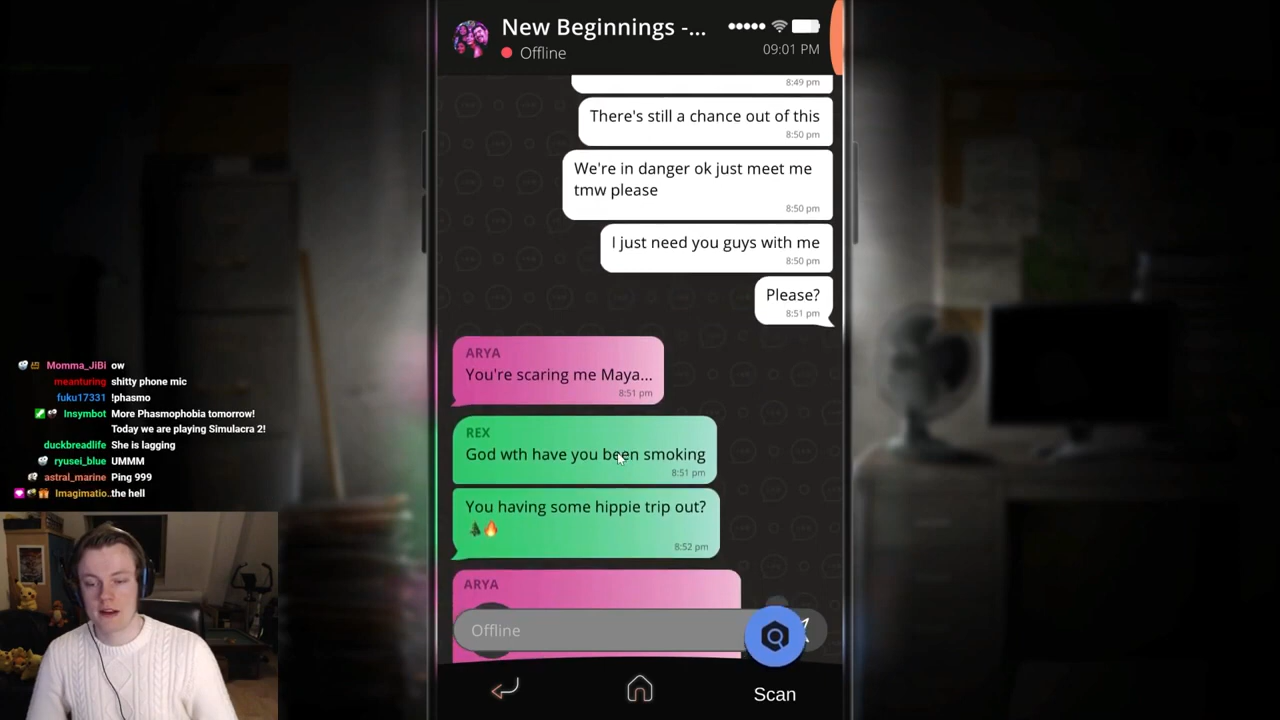 New Beginnings -...
Offline
09:01 PM
8:49 pm
There's still a chance out of this
8:50 pm
We're in danger ok just meet me
tmw please
8:50 pm
I just need you guys with me
8:50 pm
Please?
8:51 pm
ARYA
You're scaring me Maya...
8:51 pm
REX
God wth have you been smoking
8:51 pm
You having some hippie trip out?
🌲🔥
8:52 pm
ARYA
Offline
Scan
Momma_JiBi ow
meanturing shitty phone mic
fuku17331 !phasmo
Insymbot More Phasmophobia tomorrow!
Today we are playing Simulacra 2!
duckbreadlife She is lagging
ryusei_blue UMMM
astral_marine Ping 999
Imaginatio.. the hell